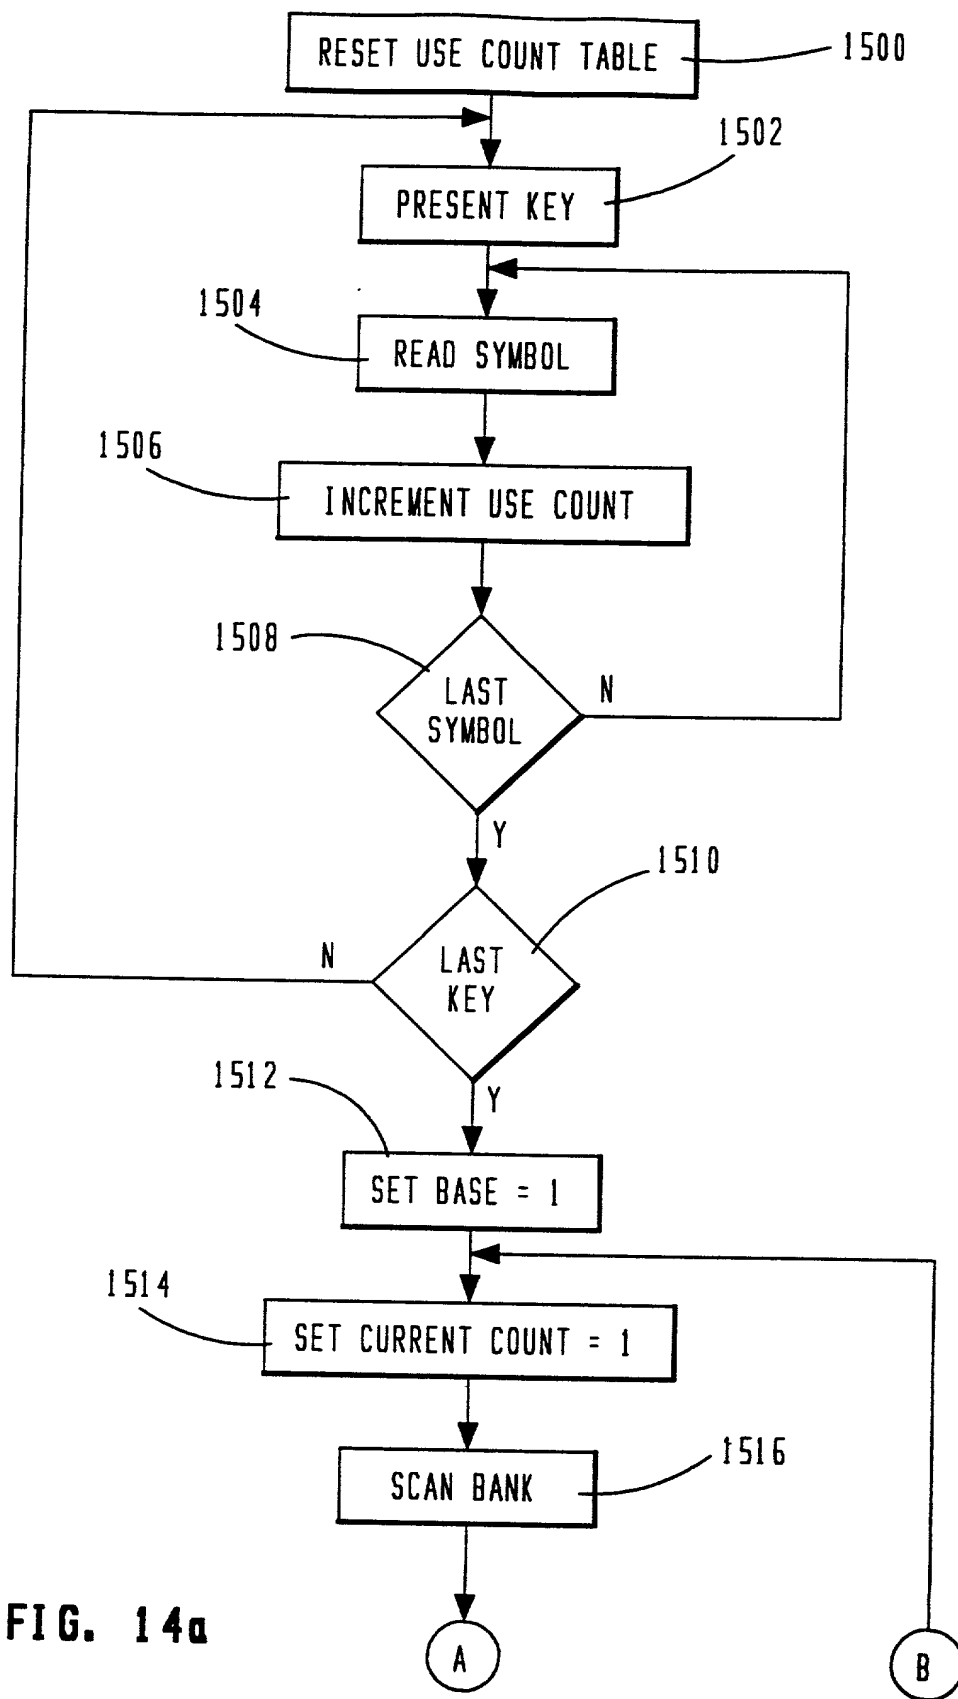 RESET USE COUNT TABLE
1500
1502
PRESENT KEY
1504
READ SYMBOL
1506
INCREMENT USE COUNT
1508
LAST
SYMBOL
N
Y
1510
N
LAST
KEY
1512
Y
SET BASE = 1
1514
SET CURRENT COUNT = 1
1516
SCAN BANK
FIG. 14a
A
B